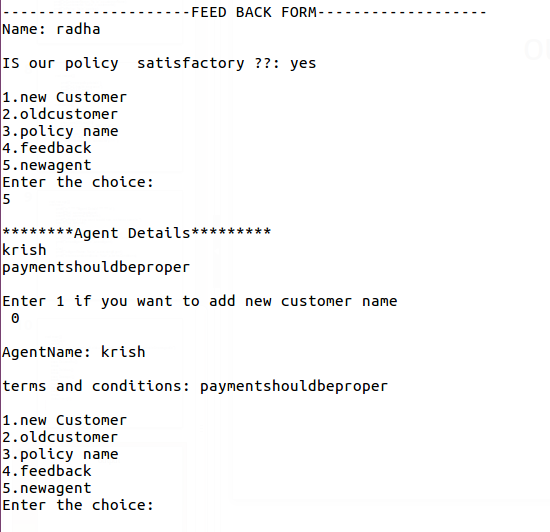 ---------------------FEED BACK FORM-------------------
Name: radha
IS our policy  satisfactory ??: yes
1.new Customer
2.oldcustomer
3.policy name
4.feedback
5.newagent
Enter the choice:
5
********Agent Details*********
krish
paymentshouldbeproper
Enter 1 if you want to add new customer name
0
AgentName: krish
terms and conditions: paymentshouldbeproper
1.new Customer
2.oldcustomer
3.policy name
4.feedback
5.newagent
Enter the choice: